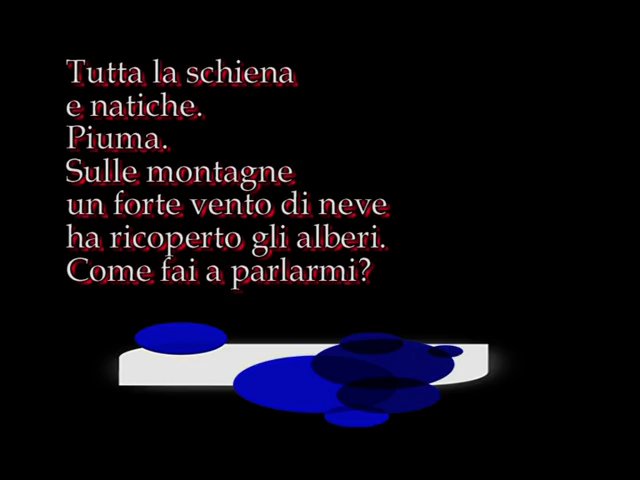 Tutta la schiena
e natiche.
Piuma.
Sulle montagne
un forte vento di neve
ha ricoperto gli alberi.
Come fai a parlarmi?